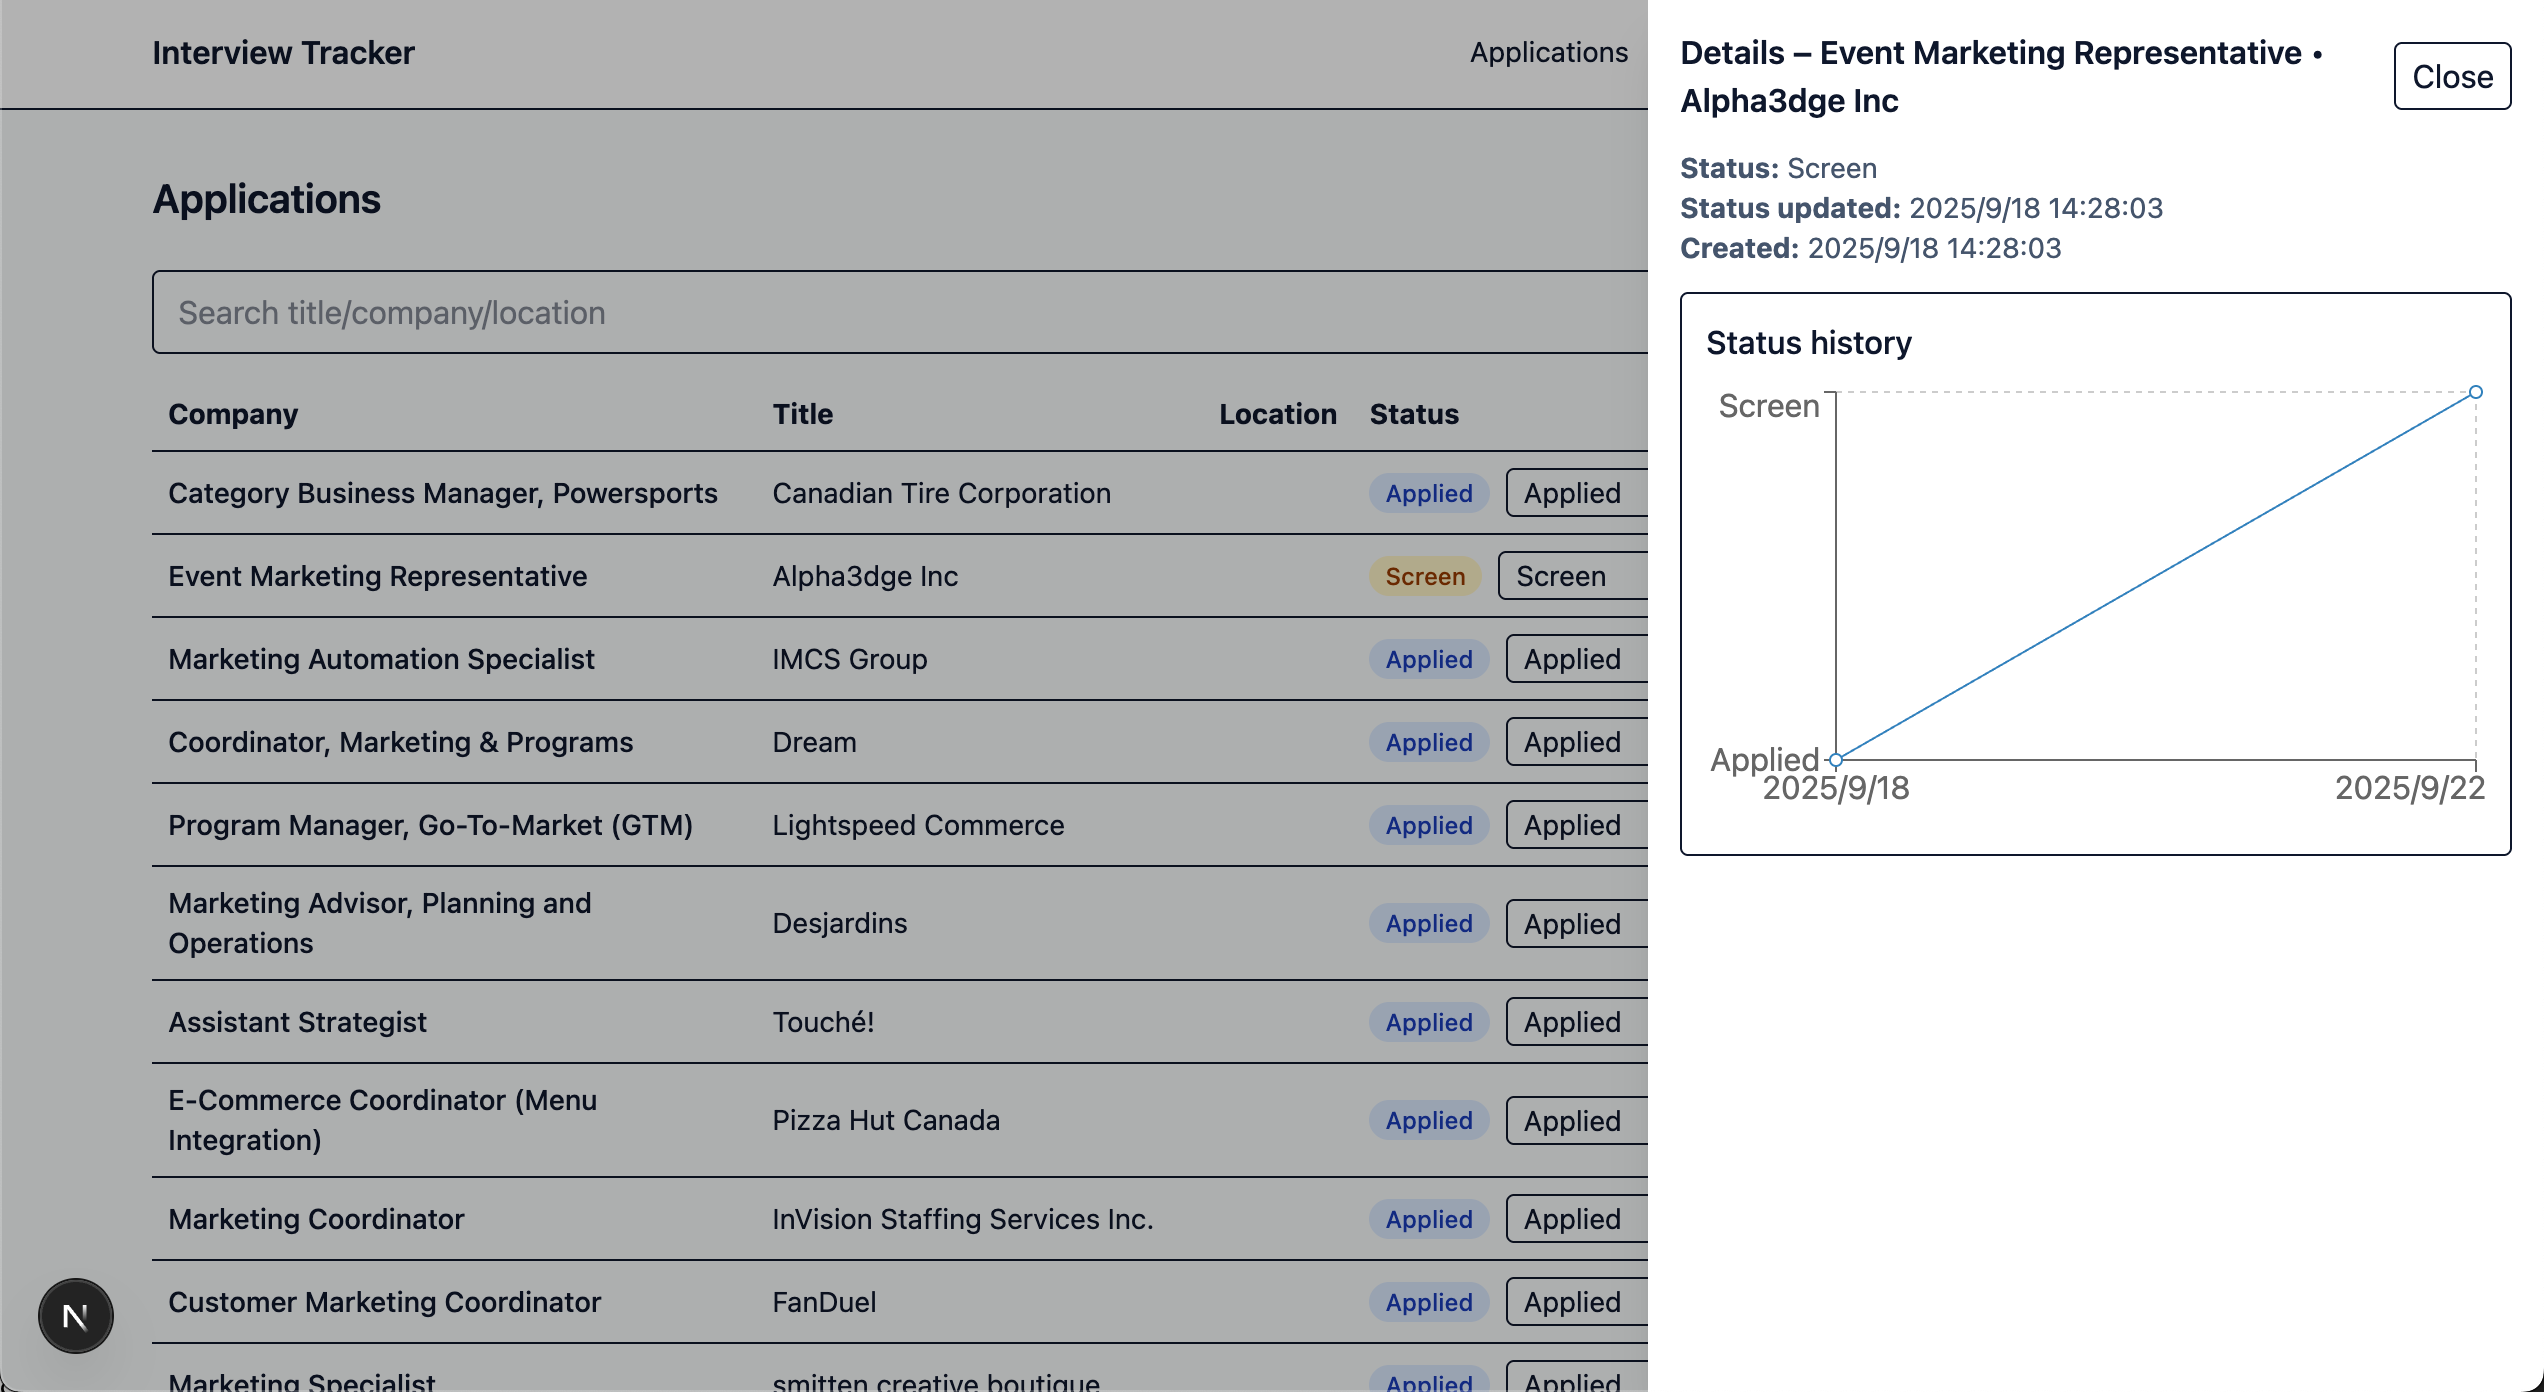 Interview Tracker
Applications
Applications
Search title/company/location
Company Title Location Status
Category Business Manager, Powersports Canadian Tire Corporation Applied Applied
Event Marketing Representative Alpha3dge Inc Screen Screen
Marketing Automation Specialist IMCS Group Applied Applied
Coordinator, Marketing & Programs Dream Applied Applied
Program Manager, Go-To-Market (GTM) Lightspeed Commerce Applied Applied
Marketing Advisor, Planning and
Operations
Desjardins Applied Applied
Assistant Strategist Touché! Applied Applied
E-Commerce Coordinator (Menu
Integration)
Pizza Hut Canada Applied Applied
Marketing Coordinator InVision Staffing Services Inc. Applied Applied
Customer Marketing Coordinator FanDuel Applied Applied
Marketing Specialist smitten creative boutique Applied Applied
N
Details – Event Marketing Representative •
Alpha3dge Inc
Close
Status: Screen
Status updated: 2025/9/18 14:28:03
Created: 2025/9/18 14:28:03
Status history
Screen
Applied
2025/9/18 2025/9/22